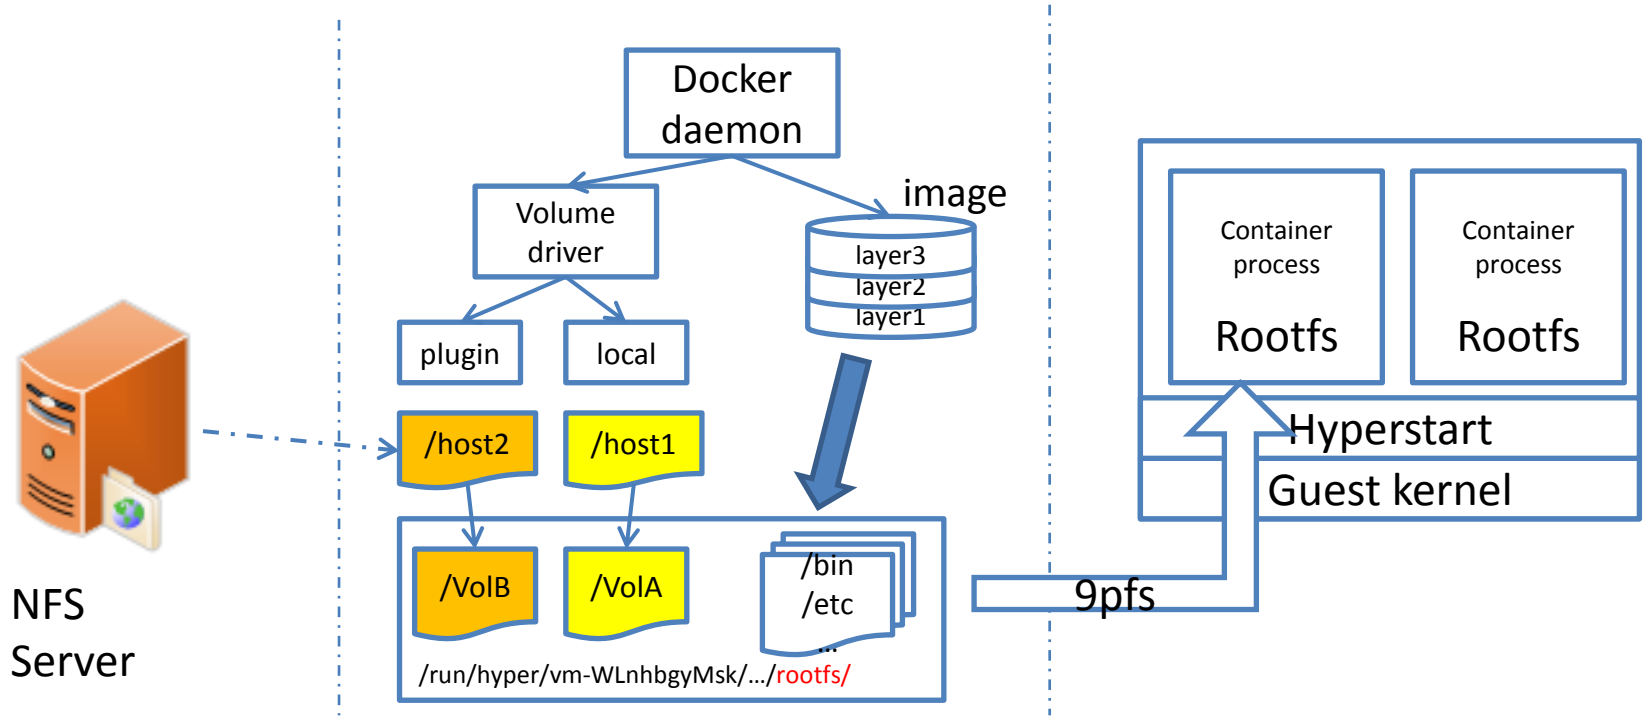 NFS
Server
Docker
daemon
Volume
driver
image
layer3
layer2
layer1
plugin
local
/host2
/host1
/VolB
/VolA
/bin
/etc
...
/run/hyper/vm-WLnhbgyMsk/.../rootfs/
9pfs
Container
process
Rootfs
Container
process
Rootfs
Hyperstart
Guest kernel